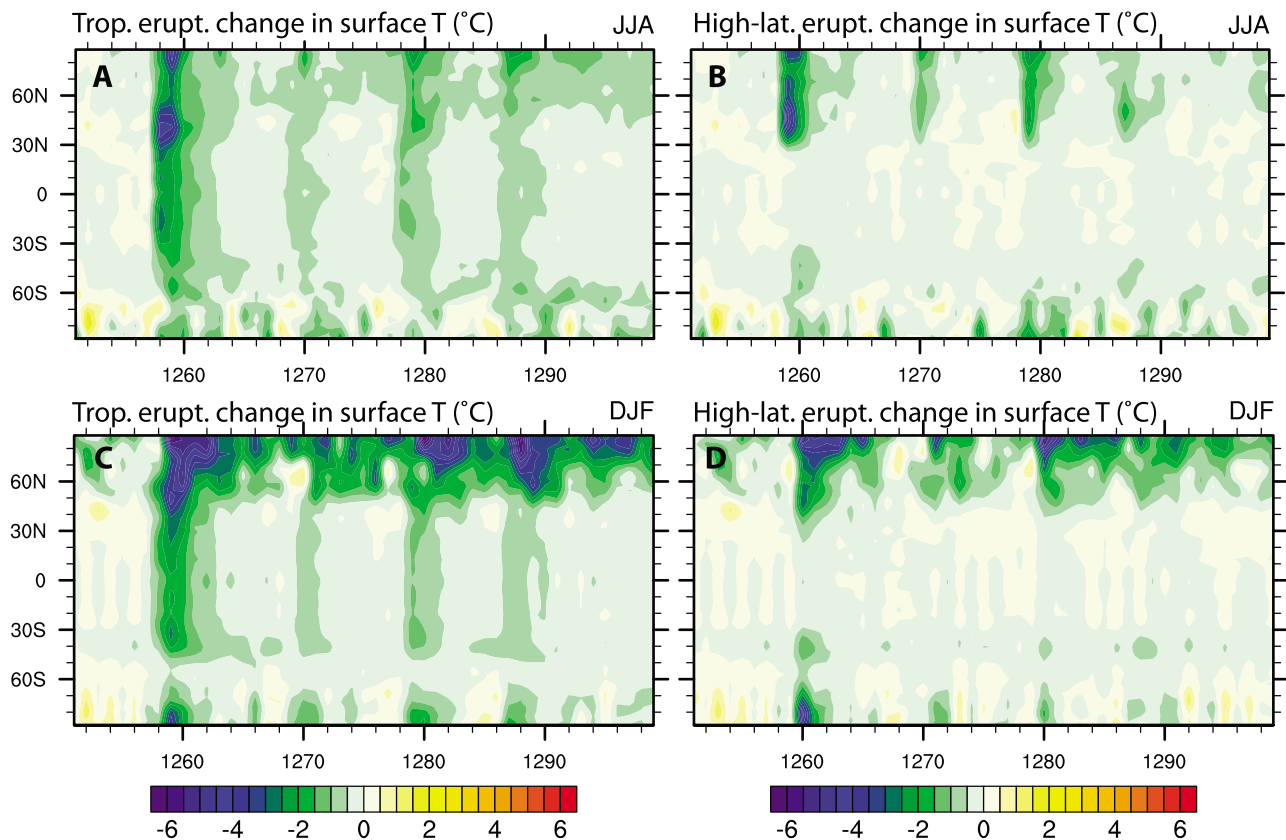 Trop. erupt. change in surface T (˚C) JJA
High-lat. erupt. change in surface T (˚C) JJA
A
B
60N
30N
0
30S
60S
60N
30N
0
30S
60S
1260 1270 1280 1290
1260 1270 1280 1290
Trop. erupt. change in surface T (˚C) DJF
High-lat. erupt. change in surface T (˚C) DJF
C
D
60N
30N
0
30S
60S
60N
30N
0
30S
60S
1260 1270 1280 1290
1260 1270 1280 1290
-6 -4 -2 0 2 4 6
-6 -4 -2 0 2 4 6